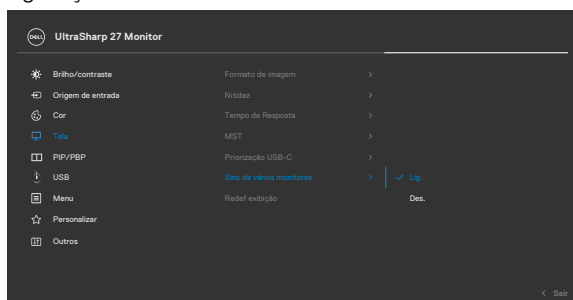 DELL UltraSharp 27 Monitor
Brilho/contraste Formato de imagem >
Origem de entrada Nitidez >
Cor Tempo de Resposta >
Tela MST >
PIP/PBP Priorização USB-C >
USB Sinc de vários monitores > ✓ Lig.
Menu Redef exibição Des.
Personalizar
Outros
< Sair